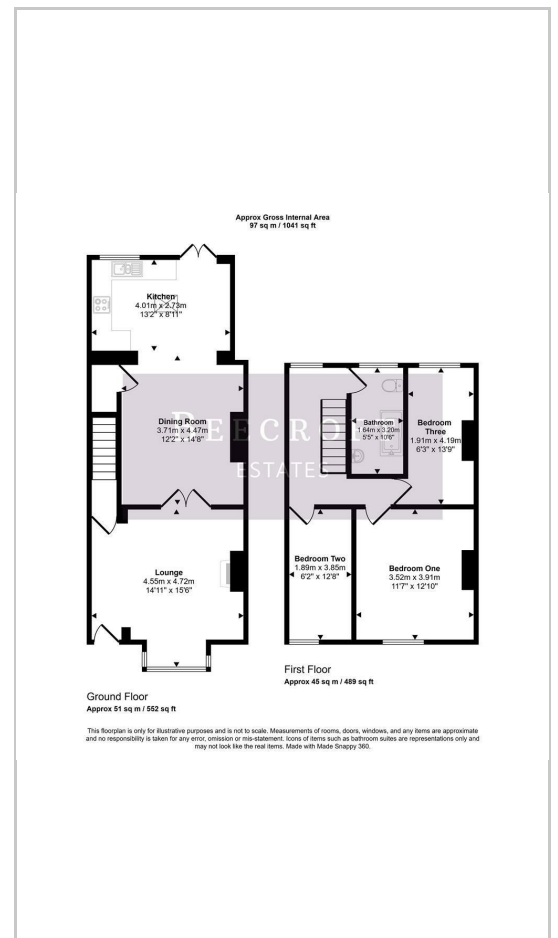 Approx Gross Internal Area
97 sq m / 1041 sq ft
Kitchen
4.01m x 2.73m
13'2" x 8'11"
Dining Room
3.71m x 4.47m
12'2" x 14'8"
Lounge
4.55m x 4.72m
14'11" x 15'6"
Ground Floor
Approx 51 sq m / 552 sq ft
Bathroom
1.64m x 3.20m
5'5" x 10'6"
Bedroom
Three
1.91m x 4.19m
6'3" x 13'9"
Bedroom Two
1.89m x 3.85m
6'2" x 12'8"
Bedroom One
3.52m x 3.91m
11'7" x 12'10"
First Floor
Approx 45 sq m / 489 sq ft
ESTATES
This floorplan is only for illustrative purposes and is not to scale. Measurements of rooms, doors, windows, and any items are approximate
and no responsibility is taken for any error, omission or mis-statement. Icons of items such as bathroom suites are representations only and
may not look like the real items. Made with Made Snappy 360.